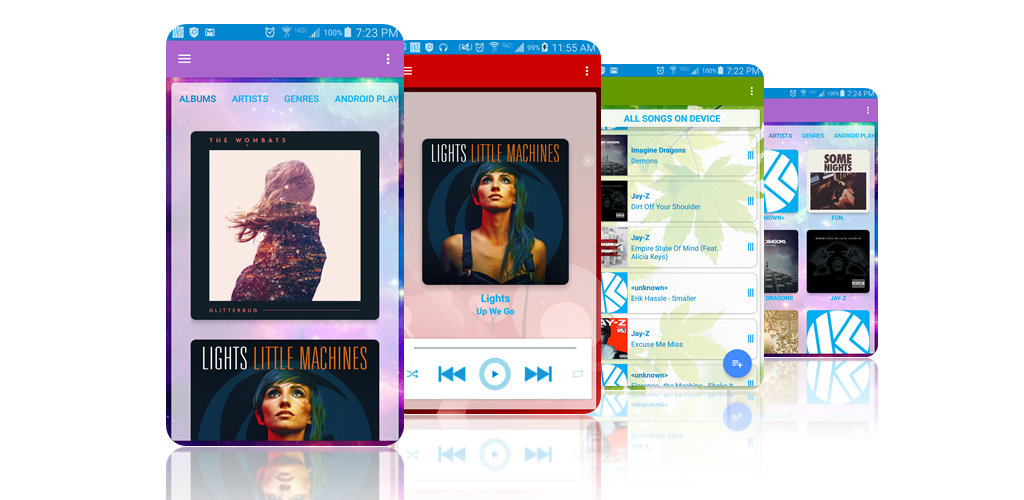 100% 7:23 PM
ALBUMS ARTISTS GENRES ANDROID PLAY
THE WOMBATS
GLITTERBUG
LIGHTS LITTLE MACHINES
99% 11:55 AM
LIGHTS LITTLE MACHINES
Lights
Up We Go
100% 7:22 PM
ALL SONGS ON DEVICE
Imagine Dragons
Demons
Jay-Z
Dirt Off Your Shoulder
Jay-Z
Empire State Of Mind (Feat.
Alicia Keys)
<unknown>
Erik Hassle - Smaller
Jay-Z
Excuse Me Miss
<unknown>
Florence + the Machine - Shake It
100% 7:24 PM
ARTISTS GENRES ANDROID PLAY
SOME
NIGHTS
NOWN>
FUN.
DRAGONS
JAY-Z